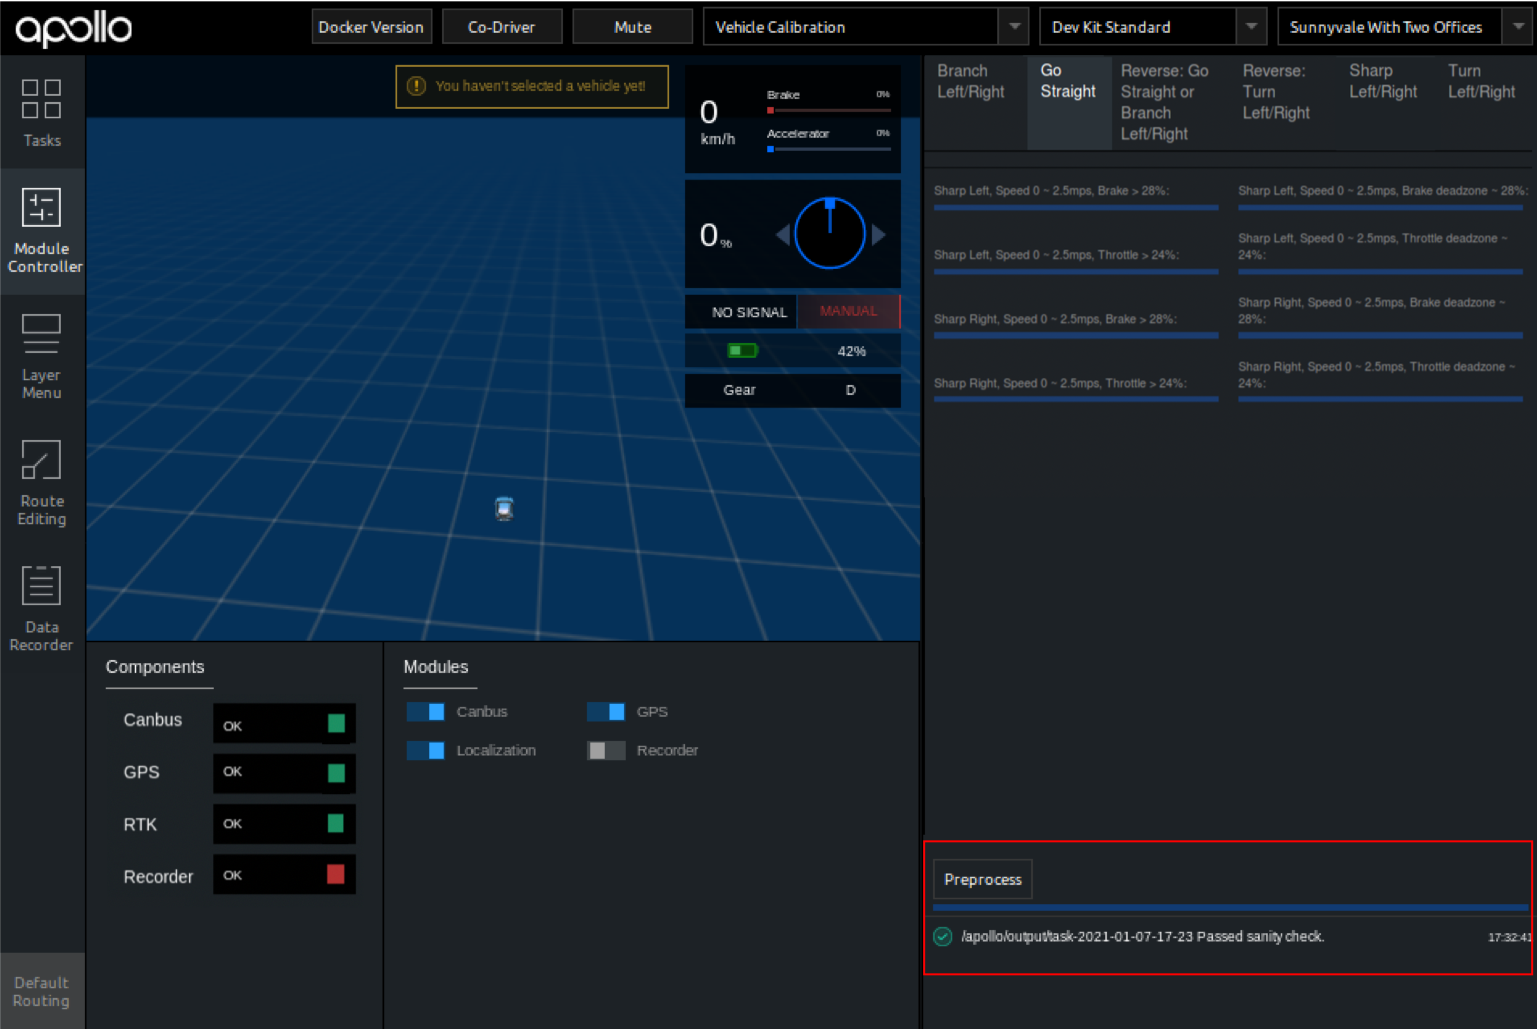 apollo
Docker Version
Co-Driver
Mute
Vehicle Calibration
Dev Kit Standard
Sunnyvale With Two Offices
Tasks
Module
Controller
Layer
Menu
Route
Editing
Data
Recorder
Default
Routing
You haven't selected a vehicle yet!
0
km/h
Brake
0%
Accelerator
0%
0%
NO SIGNAL
MANUAL
42%
Gear
D
Components
Canbus
OK
GPS
OK
RTK
OK
Recorder
OK
Modules
Canbus
GPS
Localization
Recorder
Branch
Left/Right
Go
Straight
Reverse: Go
Straight or
Branch
Left/Right
Reverse:
Turn
Left/Right
Sharp
Left/Right
Turn
Left/Right
Sharp Left, Speed 0 ~ 2.5mps, Brake > 28%:
Sharp Left, Speed 0 ~ 2.5mps, Brake deadzone ~ 28%:
Sharp Left, Speed 0 ~ 2.5mps, Throttle > 24%:
Sharp Left, Speed 0 ~ 2.5mps, Throttle deadzone ~
24%:
Sharp Right, Speed 0 ~ 2.5mps, Brake > 28%:
Sharp Right, Speed 0 ~ 2.5mps, Brake deadzone ~
28%:
Sharp Right, Speed 0 ~ 2.5mps, Throttle > 24%:
Sharp Right, Speed 0 ~ 2.5mps, Throttle deadzone ~
24%:
Preprocess
/apollo/output/task-2021-01-07-17-23 Passed sanity check.
17:32:41